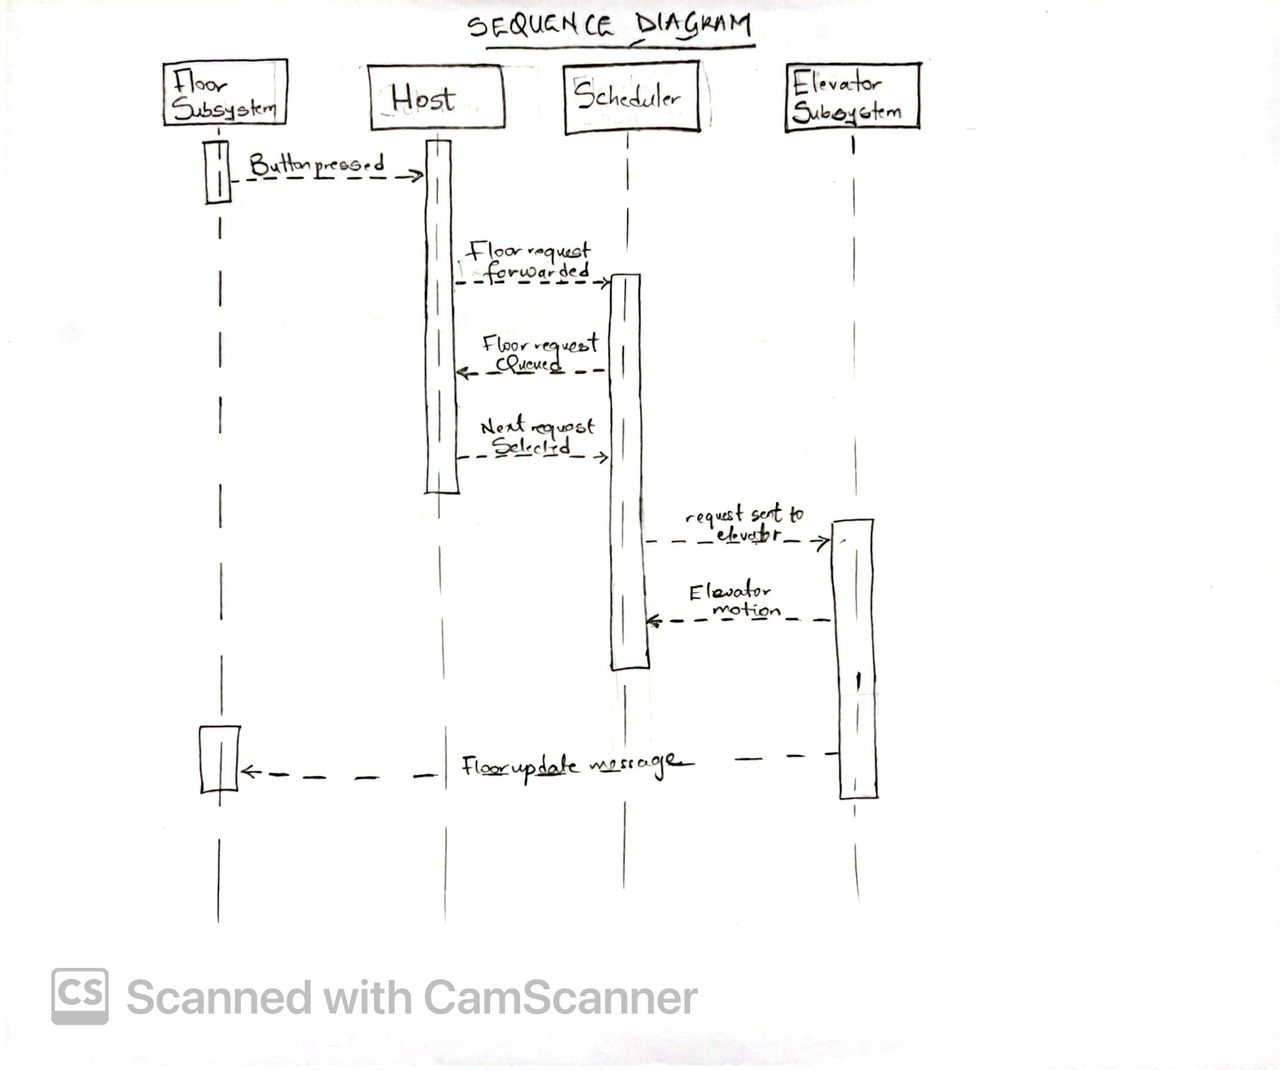 SEQUENCE DIAGRAM
Floor
Subsystem
Host
Scheduler
Elevator
Subsystem
Button pressed
Floor request
forwarded
Floor request
Queued
Next request
Selected
request sent to
elevator
Elevator
motion
Floor update message
CS Scanned with CamScanner